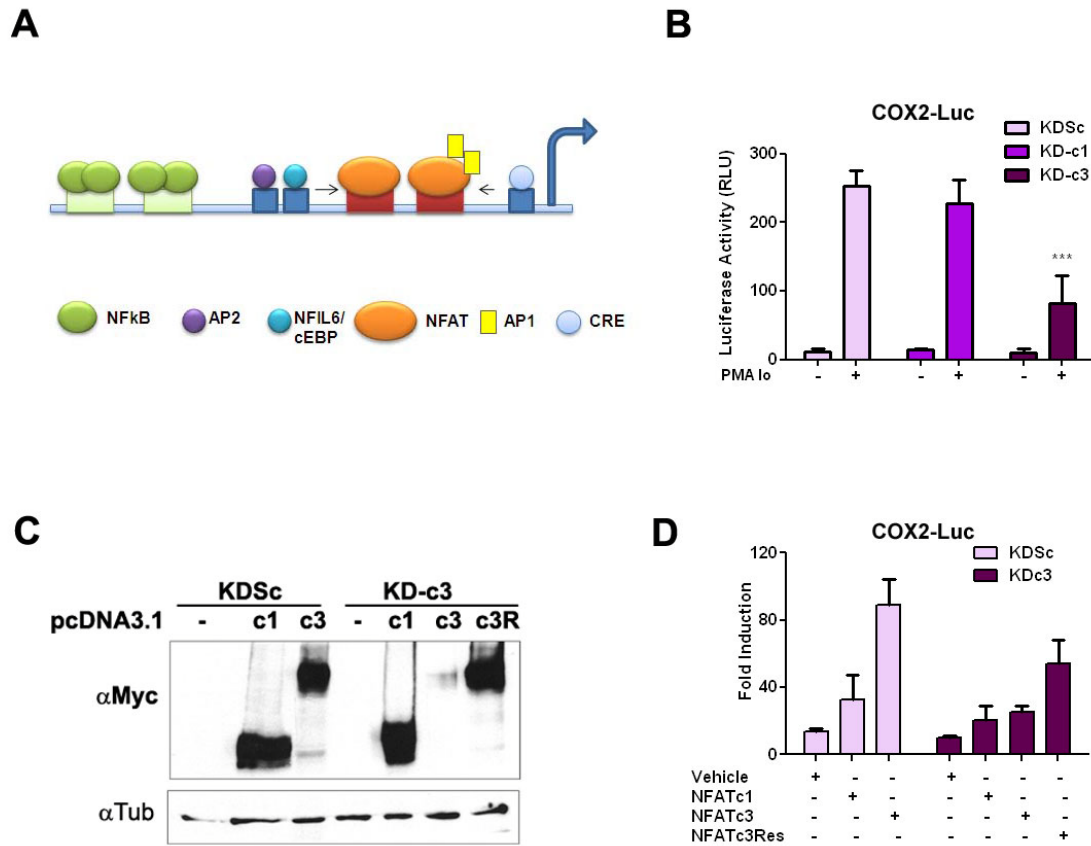 A
NFkB
AP2
NFIL6/
cEBP
NFAT
AP1
CRE
B
COX2-Luc
KDSc
KD-c1
KD-c3
Luciferase Activity (RLU)
300
200
100
0
***
PMA Io
- + - + - +
C
KDSc KD-c3
pcDNA3.1 - c1 c3 - c1 c3 c3R
αMyc
αTub
D
COX2-Luc
KDSc
KDc3
Fold Induction
120
80
40
0
Vehicle + - - + - - -
NFATc1 - + - - + - -
NFATc3 - - + - - + -
NFATc3Res - - - - - - +